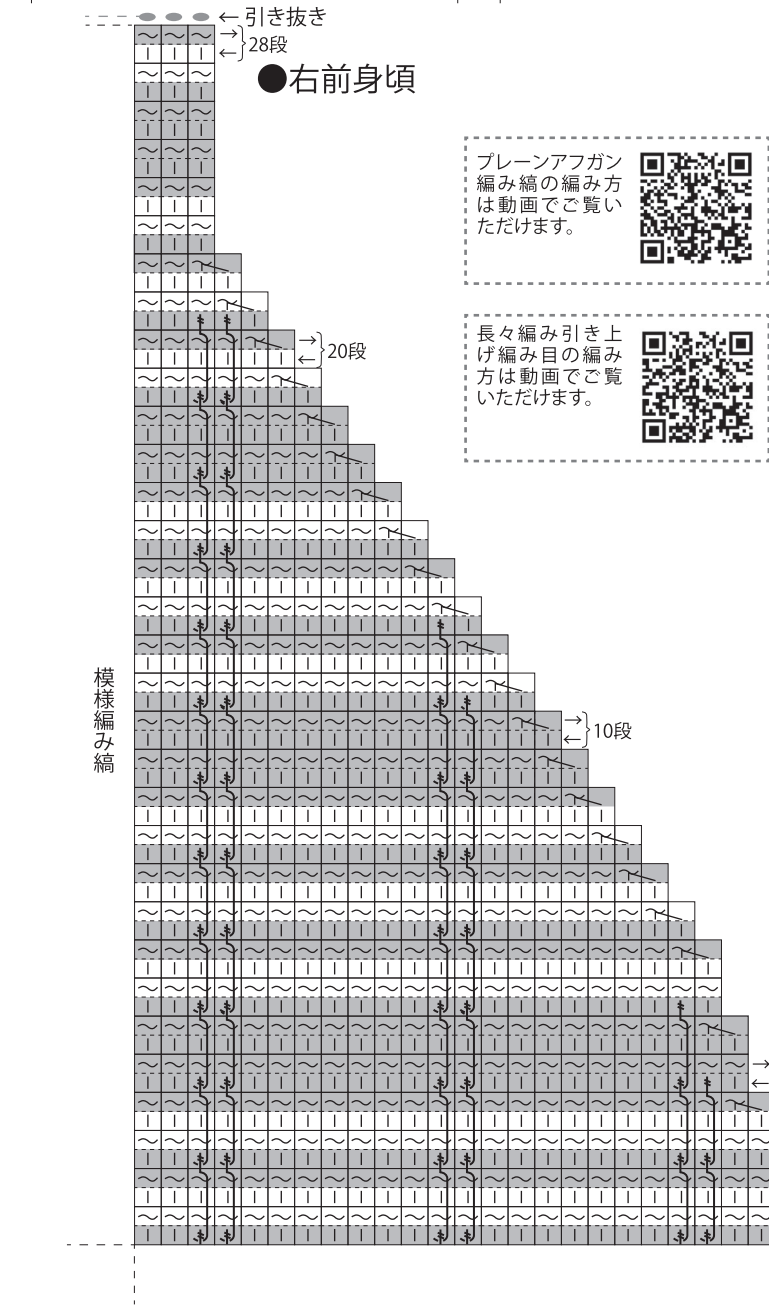 ←引き抜き
→
←
28段
●右前身頃
プレーンアフガン
編み縞の編み方
は動画でご覧い
ただけます。
長々編み引き上
げ編み目の編み
方は動画でご覧
いただけます。
→
←
20段
模様編み縞
→
←
10段
→
←